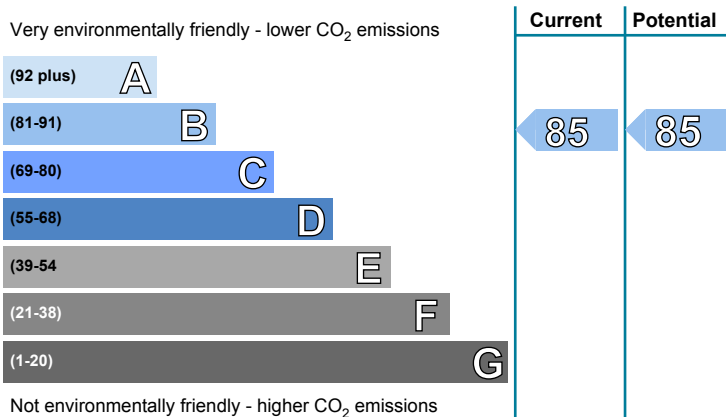 Current Potential
Very environmentally friendly - lower CO2 emissions
(92 plus) A
(81-91) B 85 85
(69-80) C
(55-68) D
(39-54 E
(21-38) F
(1-20) G
Not environmentally friendly - higher CO2 emissions